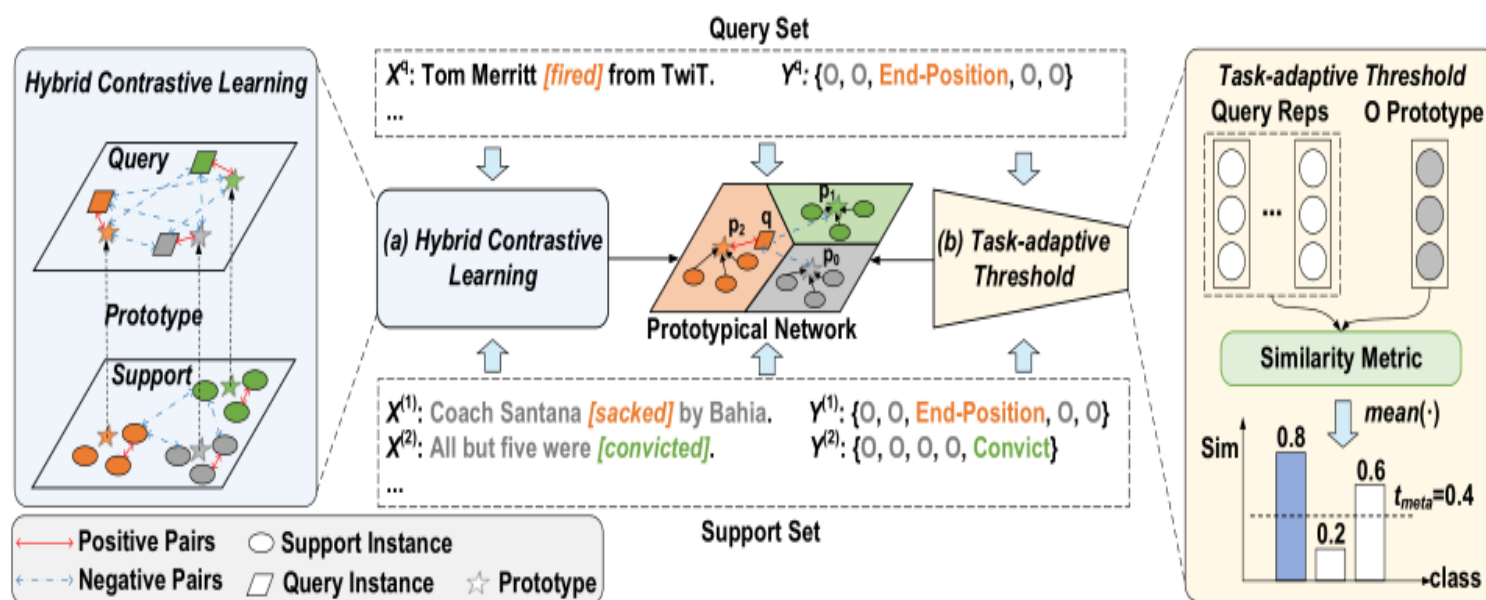 Query Set
X^q: Tom Merritt [fired] from TwiT. Y^q: {O, O, End-Position, O, O}
...
Hybrid Contrastive Learning
Query
Prototype
Support
(a) Hybrid Contrastive
Learning
p1
p2
q
p0
Prototypical Network
(b) Task-adaptive
Threshold
X^(1): Coach Santana [sacked] by Bahia. Y^(1): {O, O, End-Position, O, O}
X^(2): All but five were [convicted]. Y^(2): {O, O, O, O, Convict}
...
Support Set
Task-adaptive Threshold
Query Reps
O Prototype
...
Similarity Metric
mean(·)
Sim
0.8
0.6
t_meta=0.4
0.2
class
Positive Pairs
Support Instance
Negative Pairs
Query Instance
Prototype